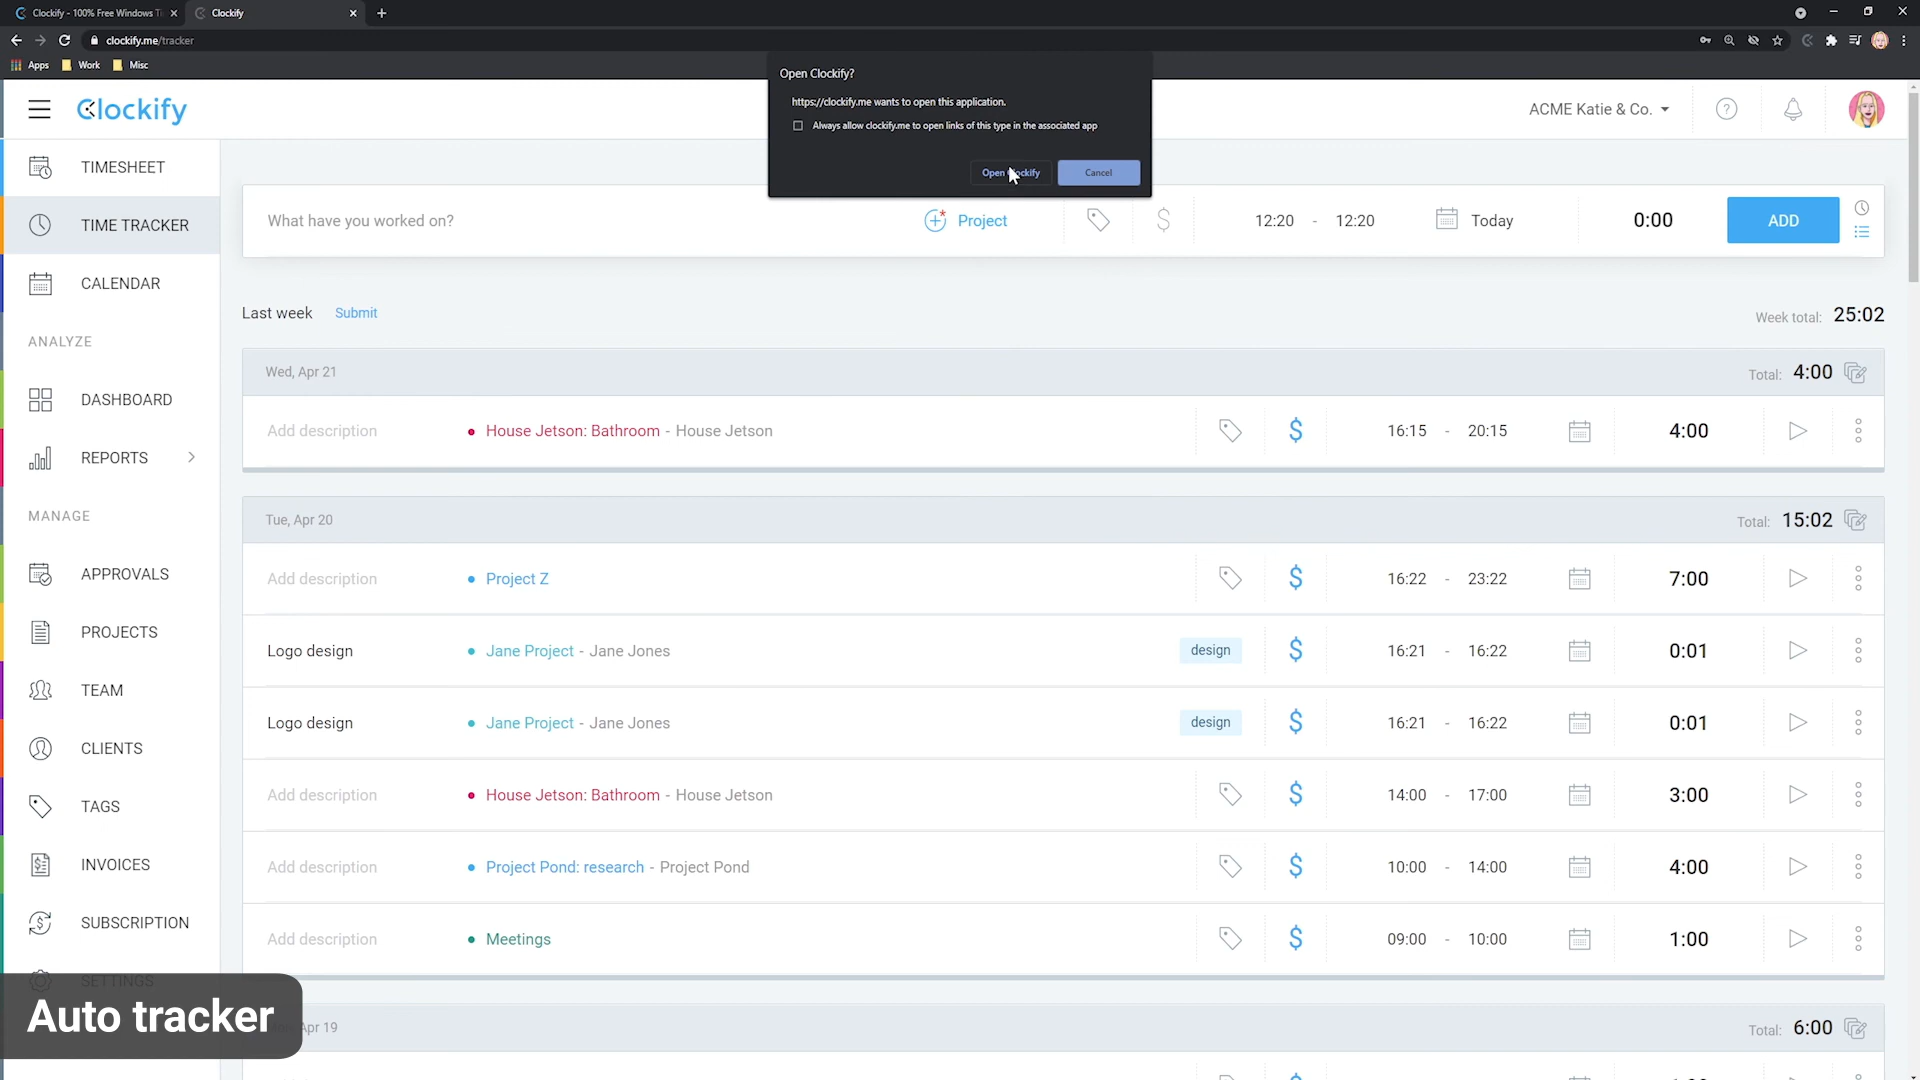 Clockify - 100% Free Windows Ti
Clockify
clockify.me/tracker
Apps
Work
Misc
Open Clockify?
https://clockify.me wants to open this application.
Always allow clockify.me to open links of this type in the associated app
Open Clockify
Cancel
Clockify
ACME Katie & Co.
TIMESHEET
TIME TRACKER
CALENDAR
ANALYZE
DASHBOARD
REPORTS
MANAGE
APPROVALS
PROJECTS
TEAM
CLIENTS
TAGS
INVOICES
SUBSCRIPTION
SETTINGS
Auto tracker
What have you worked on?
Project
12:20 - 12:20
Today
0:00
ADD
Last week
Submit
Week total: 25:02
Wed, Apr 21
Total: 4:00
Add description
House Jetson: Bathroom - House Jetson
16:15 - 20:15
4:00
Tue, Apr 20
Total: 15:02
Add description
Project Z
16:22 - 23:22
7:00
Logo design
Jane Project - Jane Jones
design
16:21 - 16:22
0:01
Logo design
Jane Project - Jane Jones
design
16:21 - 16:22
0:01
Add description
House Jetson: Bathroom - House Jetson
14:00 - 17:00
3:00
Add description
Project Pond: research - Project Pond
10:00 - 14:00
4:00
Add description
Meetings
09:00 - 10:00
1:00
Apr 19
Total: 6:00